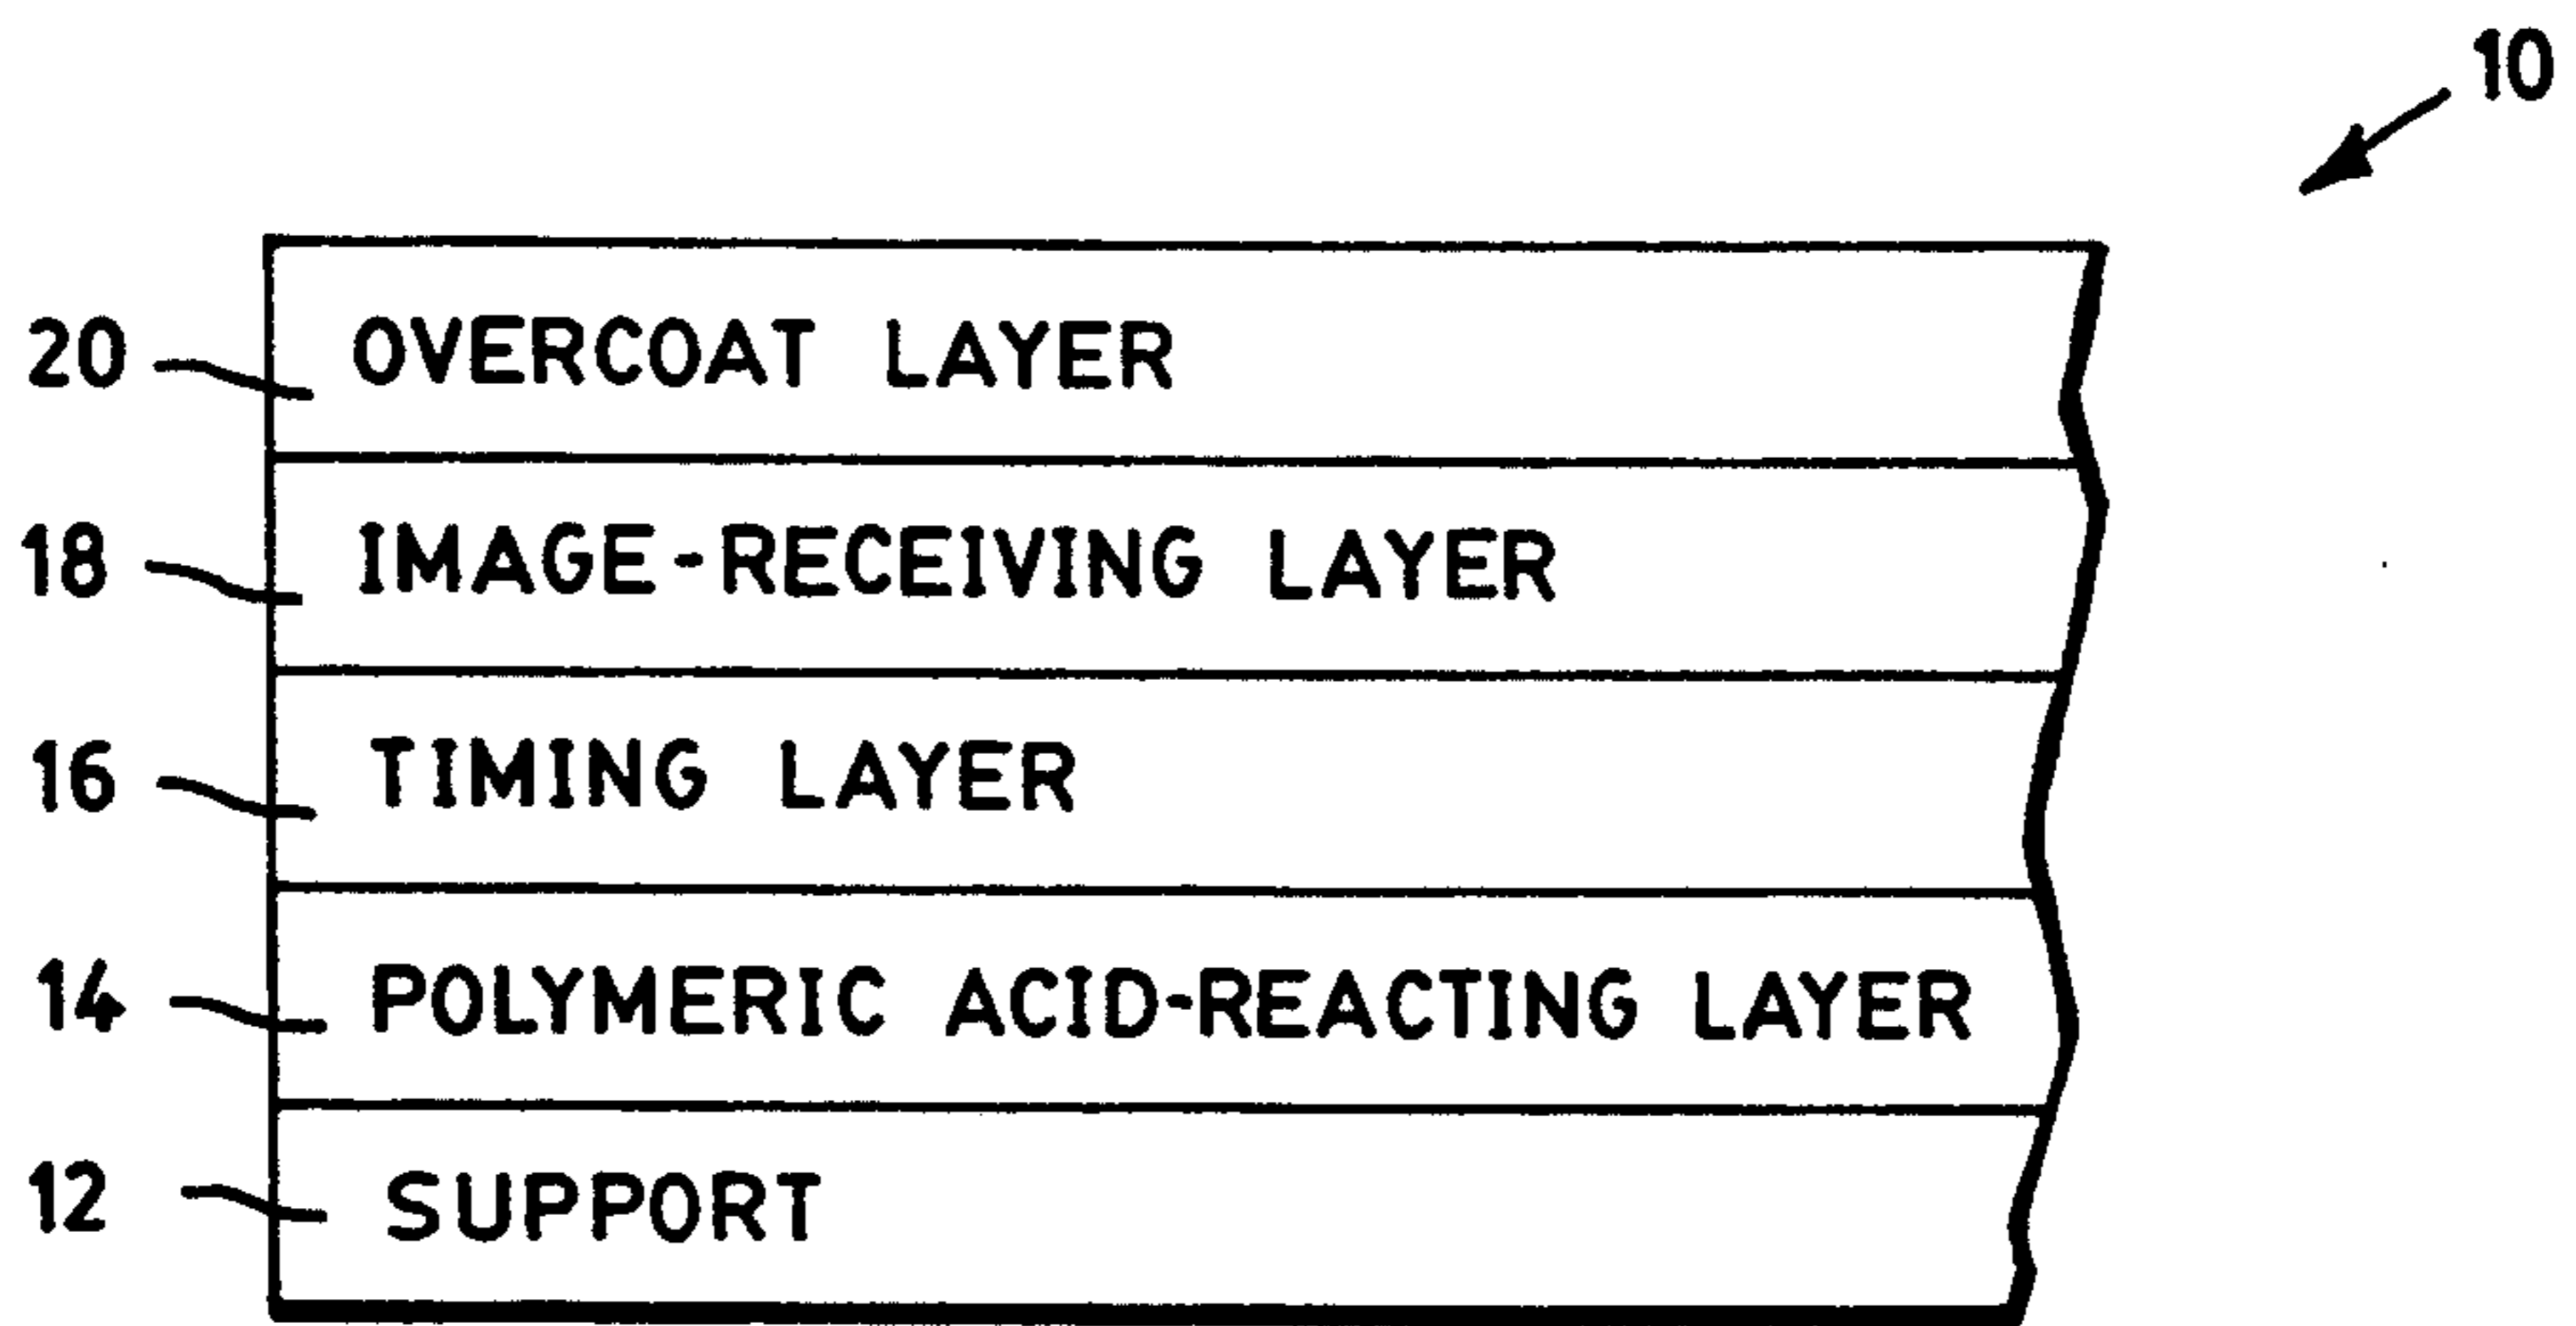 10
20 OVERCOAT LAYER
18 IMAGE-RECEIVING LAYER
16 TIMING LAYER
14 POLYMERIC ACID-REACTING LAYER
12 SUPPORT